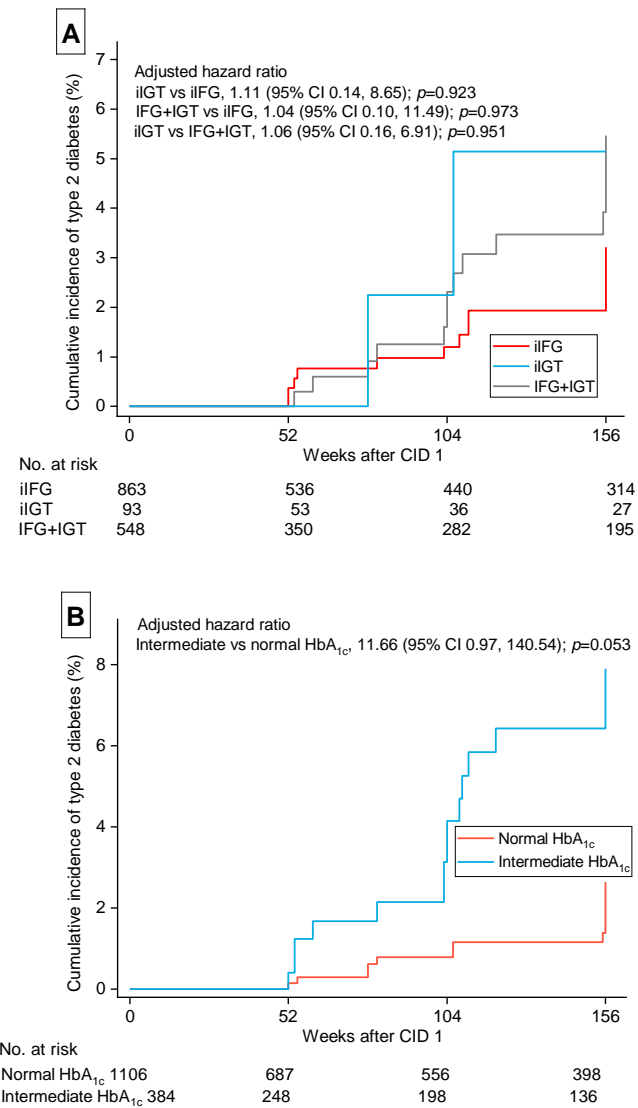 A
Adjusted hazard ratio
iIGT vs iIFG, 1.11 (95% CI 0.14, 8.65); p=0.923
IFG+IGT vs iIFG, 1.04 (95% CI 0.10, 11.49); p=0.973
iIGT vs IFG+IGT, 1.06 (95% CI 0.16, 6.91); p=0.951
Cumulative incidence of type 2 diabetes (%)
7
6
5
4
3
2
1
0
iIFG
iIGT
IFG+IGT
0 52 104 156
Weeks after CID 1
No. at risk
iIFG 863 536 440 314
iIGT 93 53 36 27
IFG+IGT 548 350 282 195
B
Adjusted hazard ratio
Intermediate vs normal HbA1c, 11.66 (95% CI 0.97, 140.54); p=0.053
Cumulative incidence of type 2 diabetes (%)
8
6
4
2
0
Normal HbA1c
Intermediate HbA1c
0 52 104 156
Weeks after CID 1
No. at risk
Normal HbA1c 1106 687 556 398
Intermediate HbA1c 384 248 198 136